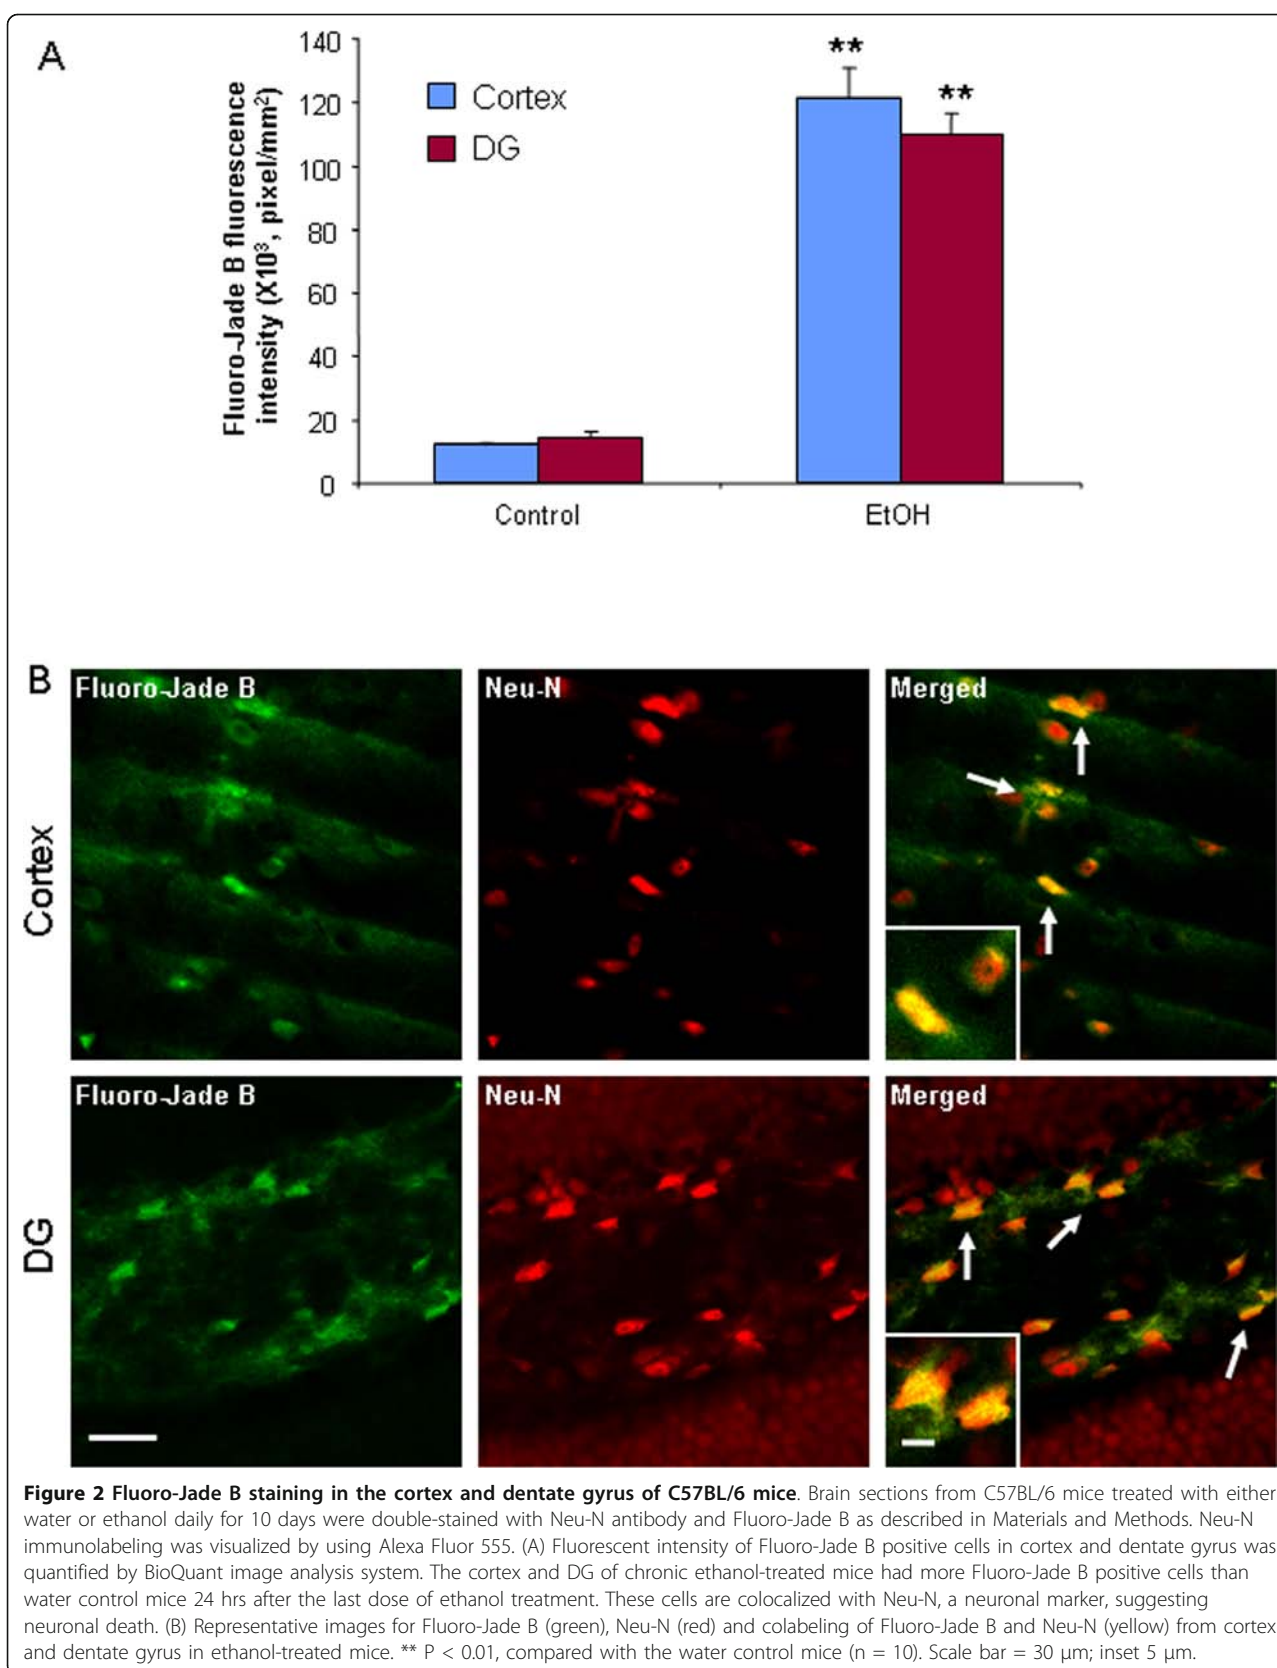 A
140
120
100
80
60
40
20
0
Fluoro-Jade B fluorescence
intensity (X10³, pixel/mm²)
Cortex
DG
**
**
Control
EtOH
B
Fluoro-Jade B
Neu-N
Merged
Cortex
Fluoro-Jade B
Neu-N
Merged
DG
Figure 2 Fluoro-Jade B staining in the cortex and dentate gyrus of C57BL/6 mice. Brain sections from C57BL/6 mice treated with either
water or ethanol daily for 10 days were double-stained with Neu-N antibody and Fluoro-Jade B as described in Materials and Methods. Neu-N
immunolabeling was visualized by using Alexa Fluor 555. (A) Fluorescent intensity of Fluoro-Jade B positive cells in cortex and dentate gyrus was
quantified by BioQuant image analysis system. The cortex and DG of chronic ethanol-treated mice had more Fluoro-Jade B positive cells than
water control mice 24 hrs after the last dose of ethanol treatment. These cells are colocalized with Neu-N, a neuronal marker, suggesting
neuronal death. (B) Representative images for Fluoro-Jade B (green), Neu-N (red) and colabeling of Fluoro-Jade B and Neu-N (yellow) from cortex
and dentate gyrus in ethanol-treated mice. ** P < 0.01, compared with the water control mice (n = 10). Scale bar = 30 μm; inset 5 μm.